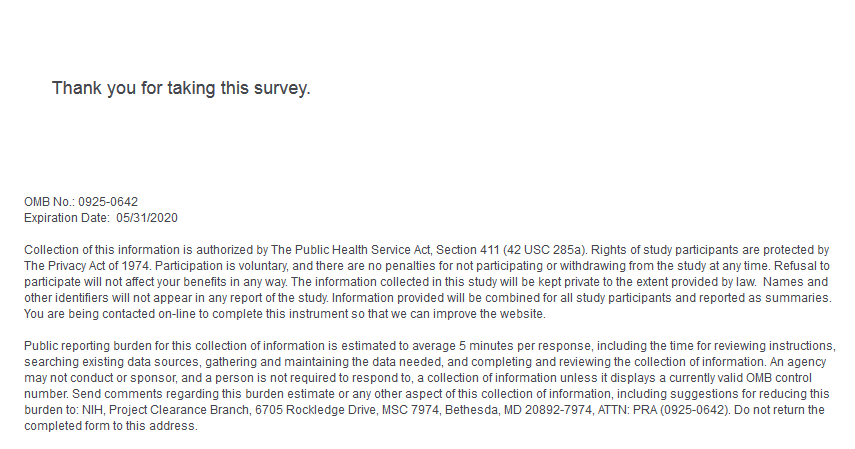 Thank you for taking this survey.
OMB No.: 0925-0642
Expiration Date:  05/31/2020
Collection of this information is authorized by The Public Health Service Act, Section 411 (42 USC 285a). Rights of study participants are protected by
The Privacy Act of 1974. Participation is voluntary, and there are no penalties for not participating or withdrawing from the study at any time. Refusal to
participate will not affect your benefits in any way. The information collected in this study will be kept private to the extent provided by law.  Names and
other identifiers will not appear in any report of the study. Information provided will be combined for all study participants and reported as summaries.
You are being contacted on-line to complete this instrument so that we can improve the website.
Public reporting burden for this collection of information is estimated to average 5 minutes per response, including the time for reviewing instructions,
searching existing data sources, gathering and maintaining the data needed, and completing and reviewing the collection of information. An agency
may not conduct or sponsor, and a person is not required to respond to, a collection of information unless it displays a currently valid OMB control
number. Send comments regarding this burden estimate or any other aspect of this collection of information, including suggestions for reducing this
burden to: NIH, Project Clearance Branch, 6705 Rockledge Drive, MSC 7974, Bethesda, MD 20892-7974, ATTN: PRA (0925-0642). Do not return the
completed form to this address.